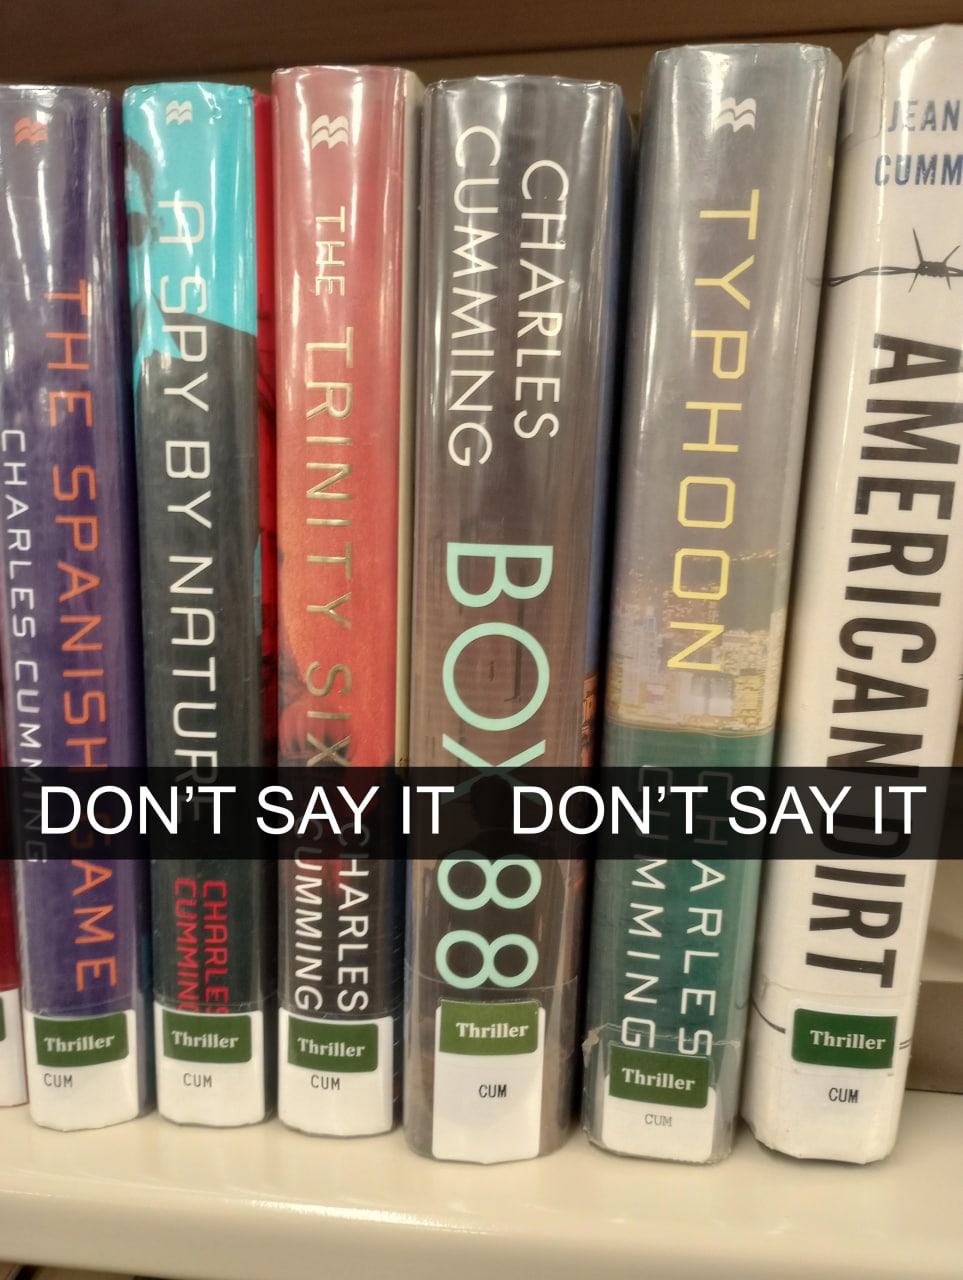 THE SPANISH GAME
CHARLES CUMMING
Thriller
CUM
A SPY BY NATURE
CHARLES
CUMMING
Thriller
CUM
THE TRINITY SIX
CHARLES
CUMMING
Thriller
CUM
CHARLES
CUMMING
BOX 88
Thriller
CUM
TYPHOON
CHARLES
CUMMING
Thriller
CUM
JEAN
CUMM
AMERICAN DIRT
Thriller
CUM
DON'T SAY IT DON'T SAY IT